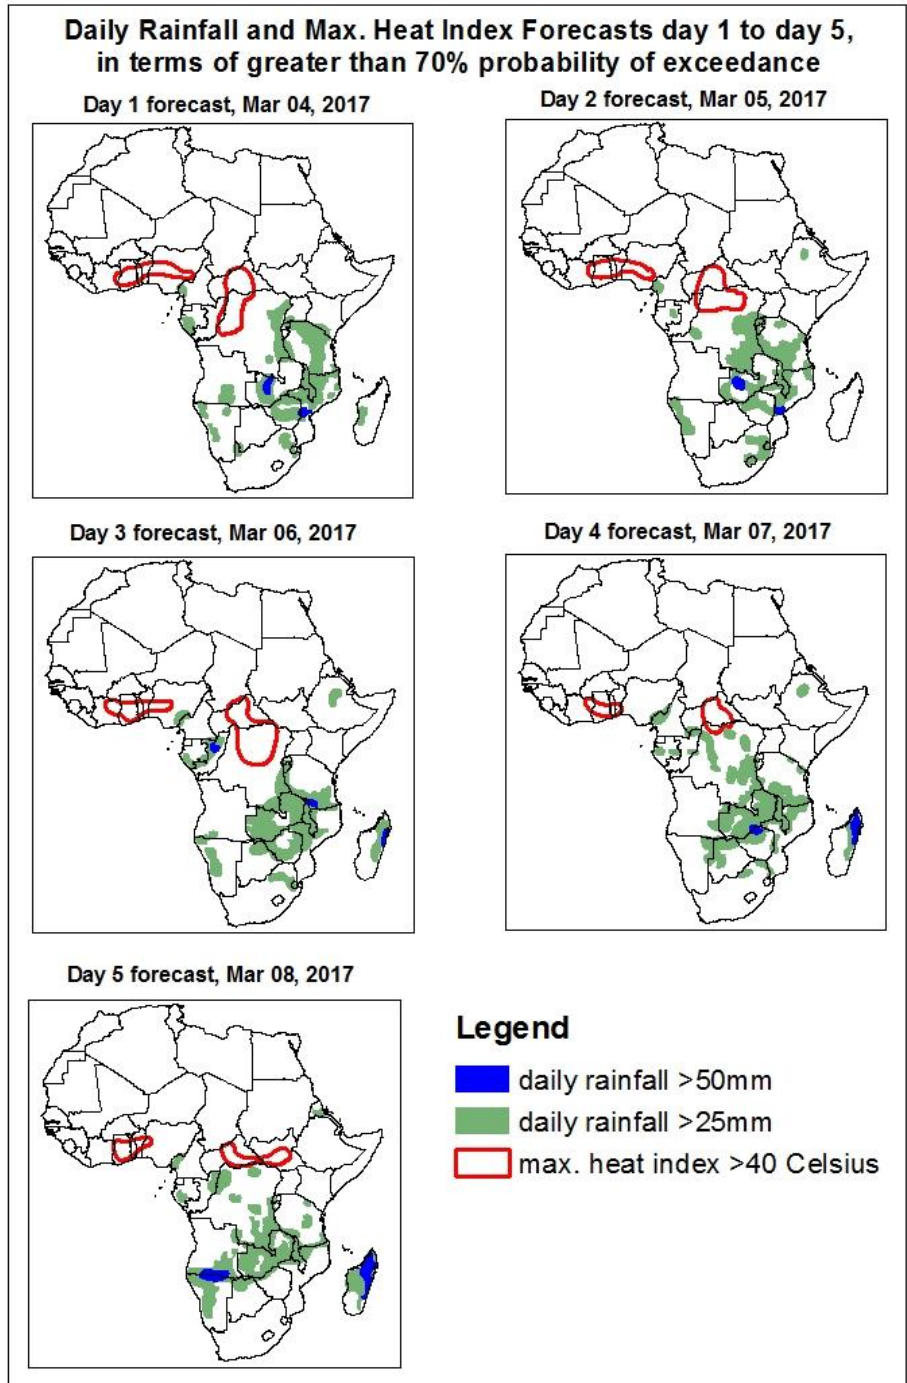 Daily Rainfall and Max. Heat Index Forecasts day 1 to day 5,
in terms of greater than 70% probability of exceedance
Day 1 forecast, Mar 04, 2017
Day 2 forecast, Mar 05, 2017
Day 3 forecast, Mar 06, 2017
Day 4 forecast, Mar 07, 2017
Day 5 forecast, Mar 08, 2017
Legend
daily rainfall >50mm
daily rainfall >25mm
max. heat index >40 Celsius